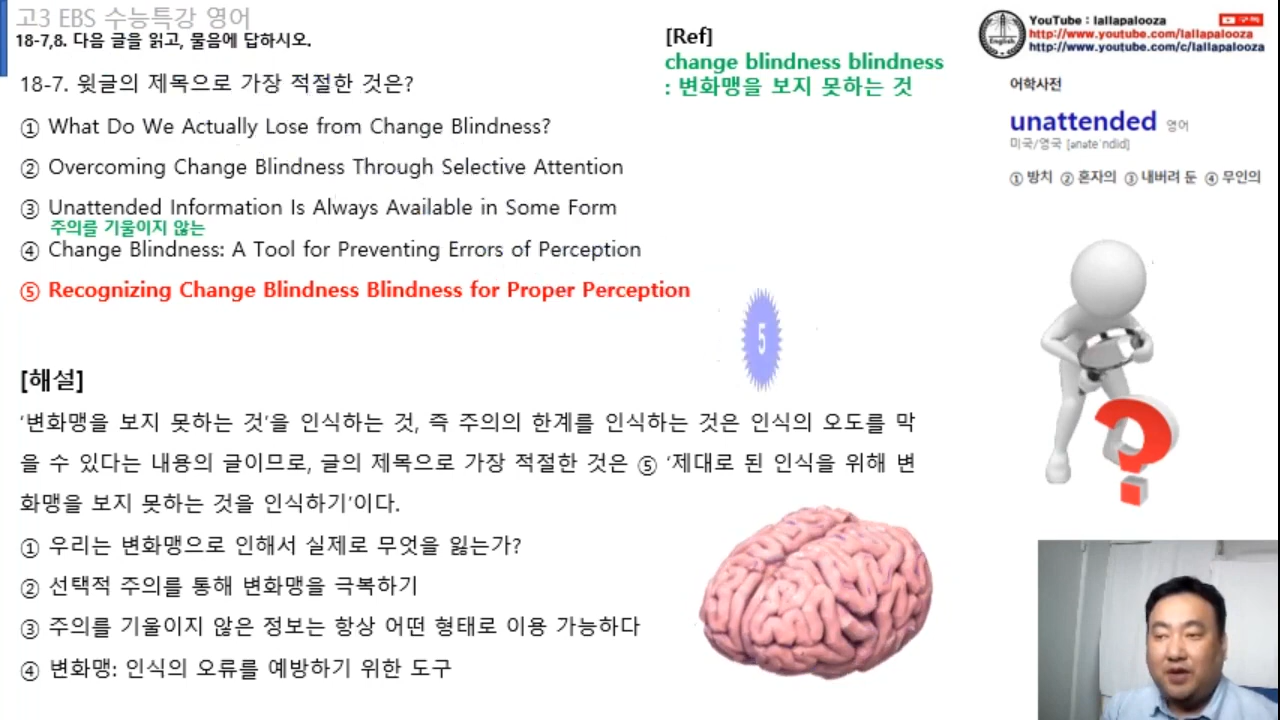 고3 EBS 수능특강 영어
18-7,8. 다음 글을 읽고, 물음에 답하시오.
18-7. 윗글의 제목으로 가장 적절한 것은?
① What Do We Actually Lose from Change Blindness?
② Overcoming Change Blindness Through Selective Attention
③ Unattended Information Is Always Available in Some Form
주의를 기울이지 않는
④ Change Blindness: A Tool for Preventing Errors of Perception
⑤ Recognizing Change Blindness Blindness for Proper Perception
[Ref]
change blindness blindness
: 변화맹을 보지 못하는 것
5
[해설]
‘변화맹을 보지 못하는 것’을 인식하는 것, 즉 주의의 한계를 인식하는 것은 인식의 오도를 막
을 수 있다는 내용의 글이므로, 글의 제목으로 가장 적절한 것은 ⑤ ‘제대로 된 인식을 위해 변
화맹을 보지 못하는 것을 인식하기’이다.
① 우리는 변화맹으로 인해서 실제로 무엇을 잃는가?
② 선택적 주의를 통해 변화맹을 극복하기
③ 주의를 기울이지 않은 정보는 항상 어떤 형태로 이용 가능하다
④ 변화맹: 인식의 오류를 예방하기 위한 도구
English
YouTube : lallapalooza
구독
http://www.youtube.com/lallapalooza
http://www.youtube.com/c/lallapalooza
어학사전
unattended 영어
미국/영국 [ənəteˈndid]
① 방치 ② 혼자의 ③ 내버려 둔 ④ 무인의